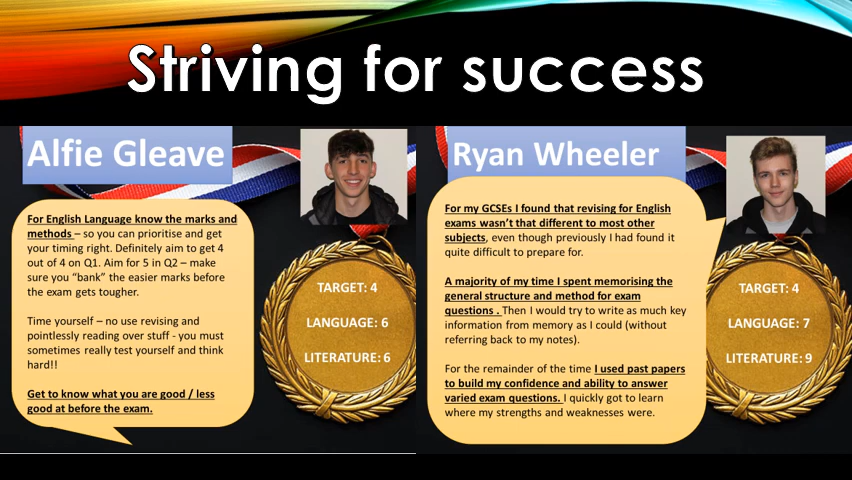 Striving for success
Alfie Gleave
For English Language know the marks and
methods – so you can prioritise and get
your timing right. Definitely aim to get 4
out of 4 on Q1. Aim for 5 in Q2 – make
sure you “bank” the easier marks before
the exam gets tougher.
Time yourself – no use revising and
pointlessly reading over stuff - you must
sometimes really test yourself and think
hard!!
Get to know what you are good / less
good at before the exam.
TARGET: 4
LANGUAGE: 6
LITERATURE: 6
Ryan Wheeler
For my GCSEs I found that revising for English
exams wasn’t that different to most other
subjects, even though previously I had found it
quite difficult to prepare for.
A majority of my time I spent memorising the
general structure and method for exam
questions . Then I would try to write as much key
information from memory as I could (without
referring back to my notes).
For the remainder of the time I used past papers
to build my confidence and ability to answer
varied exam questions. I quickly got to learn
where my strengths and weaknesses were.
TARGET: 4
LANGUAGE: 7
LITERATURE: 9